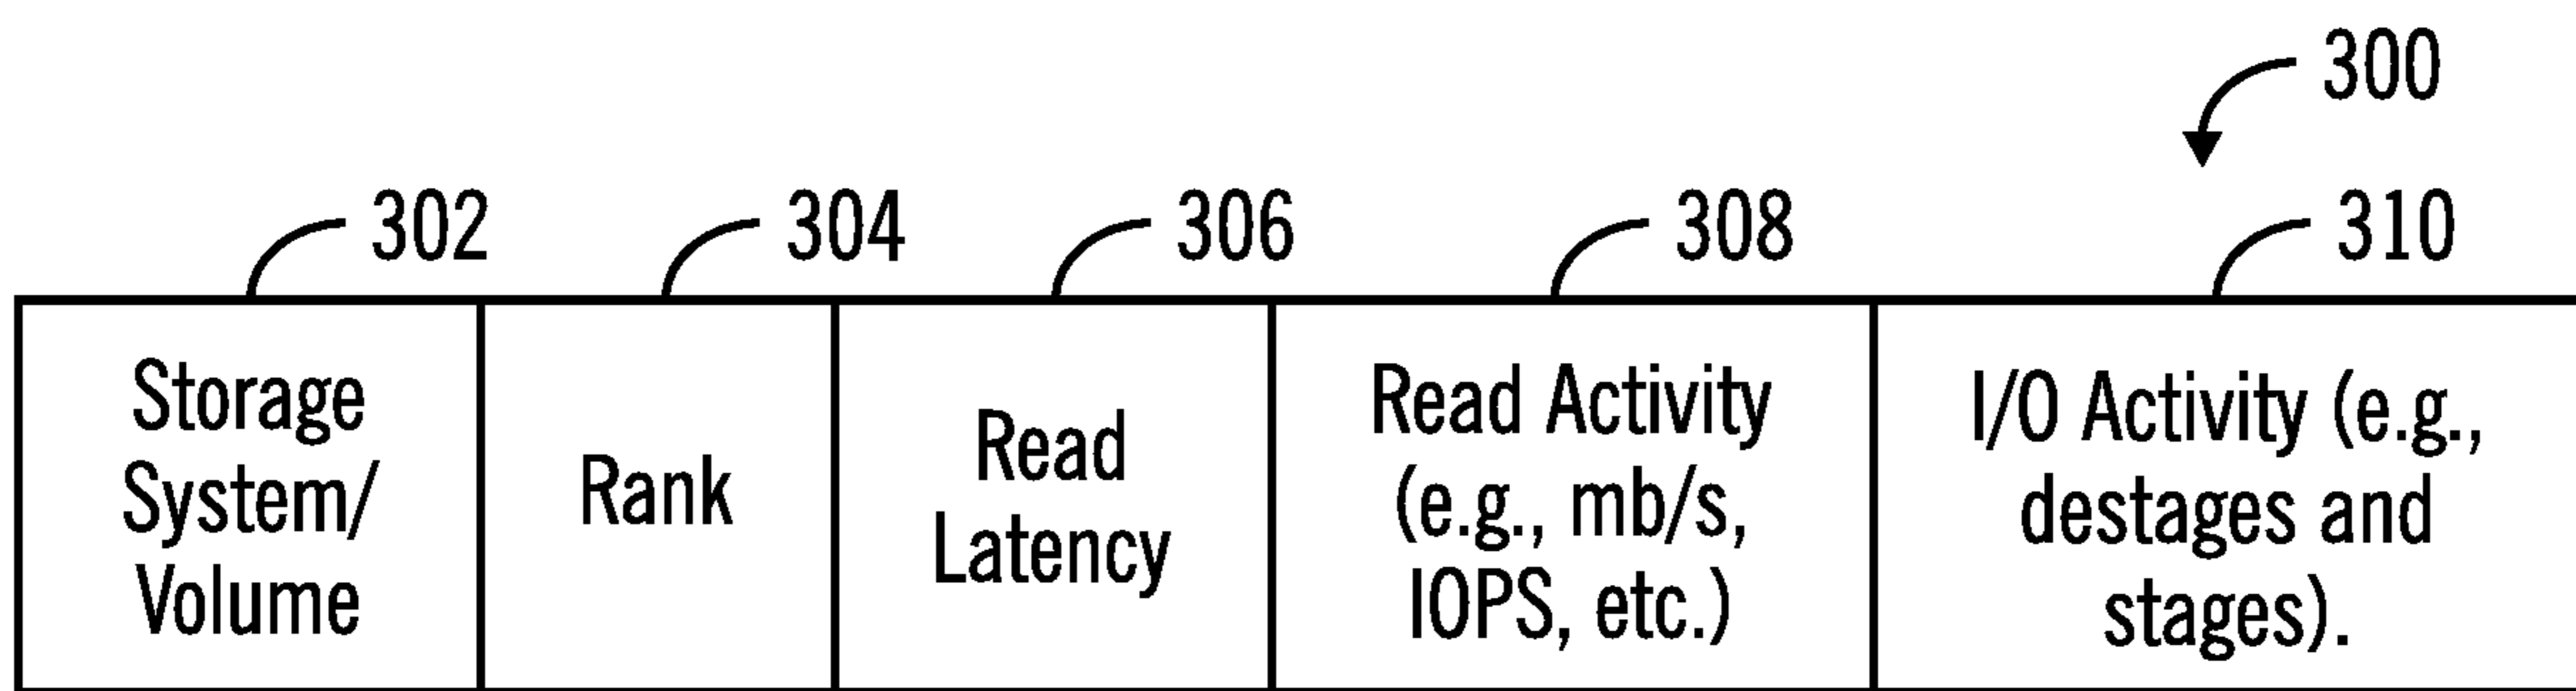 300
302
304
306
308
310
Storage
System/
Volume
Rank
Read
Latency
Read Activity
(e.g., mb/s,
IOPS, etc.)
I/O Activity (e.g.,
destages and
stages).